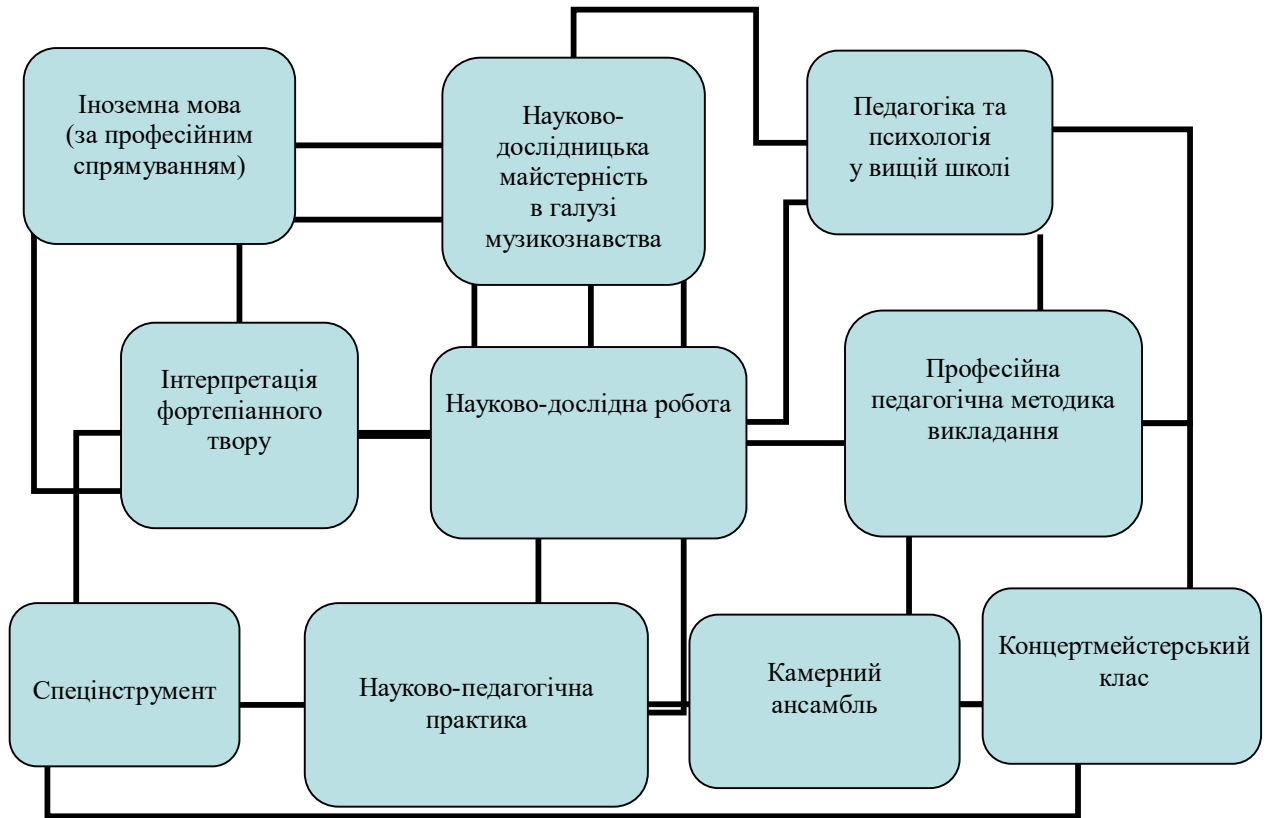 Іноземна мова
(за професійним
спрямуванням)
Науково-
дослідницька
майстерність
в галузі
музикознавства
Педагогіка та
психологія
у вищій школі
Інтерпретація
фортепіанного
твору
Науково-дослідна робота
Професійна
педагогічна методика
викладання
Спецінструмент
Науково-педагогічна
практика
Камерний
ансамбль
Концертмейстерський
клас